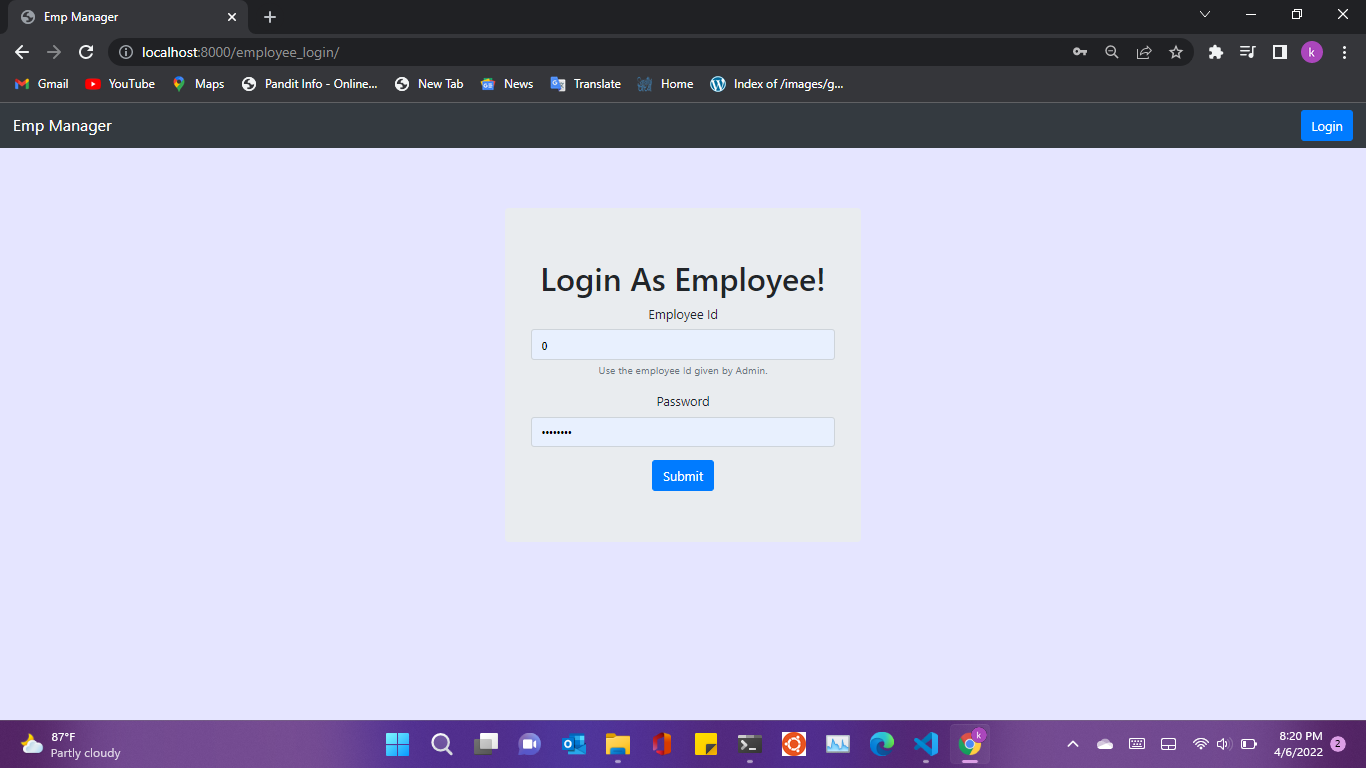 Emp Manager
localhost:8000/employee_login/
k
Gmail YouTube Maps Pandit Info - Online... New Tab News Translate Home Index of /images/g...
Emp Manager Login
Login As Employee!
Employee Id
0
Use the employee Id given by Admin.
Password
••••••••
Submit
87°F
Partly cloudy
k
8:20 PM
4/6/2022
2